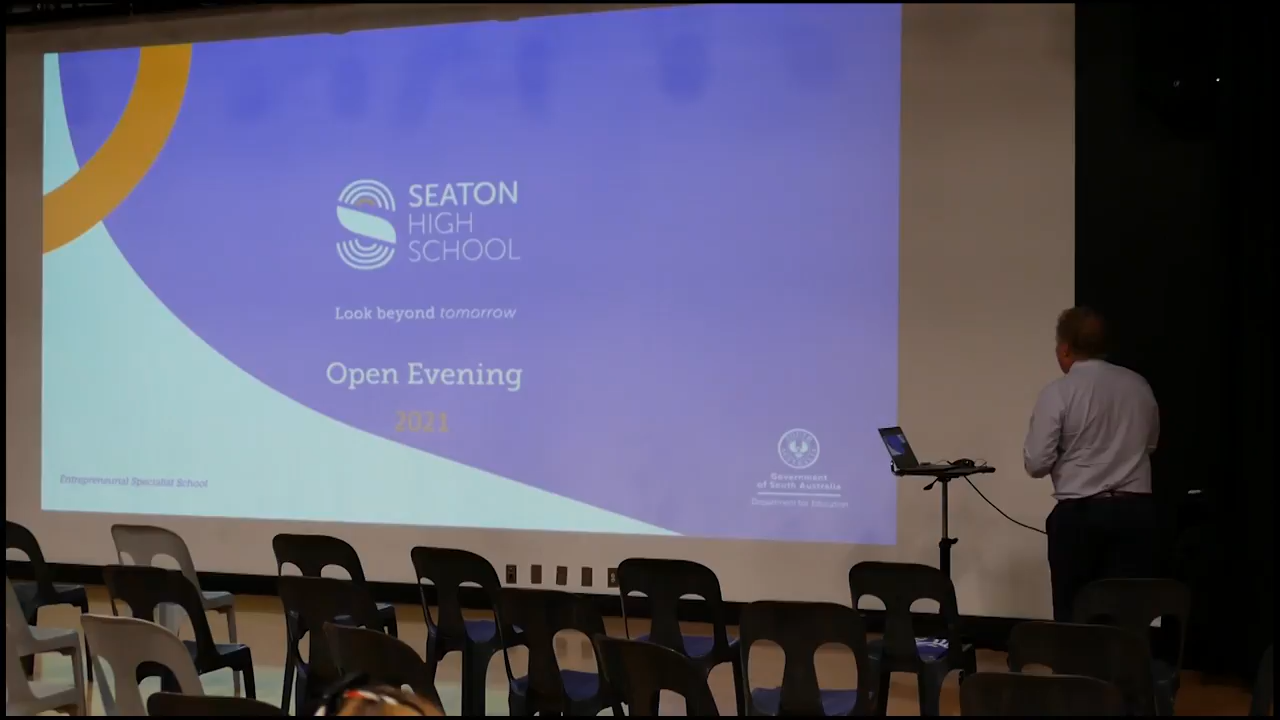 SEATON
HIGH
SCHOOL
Look beyond tomorrow
Open Evening
2021
Entrepreneurial Specialist School
Government
of South Australia
Department for Education